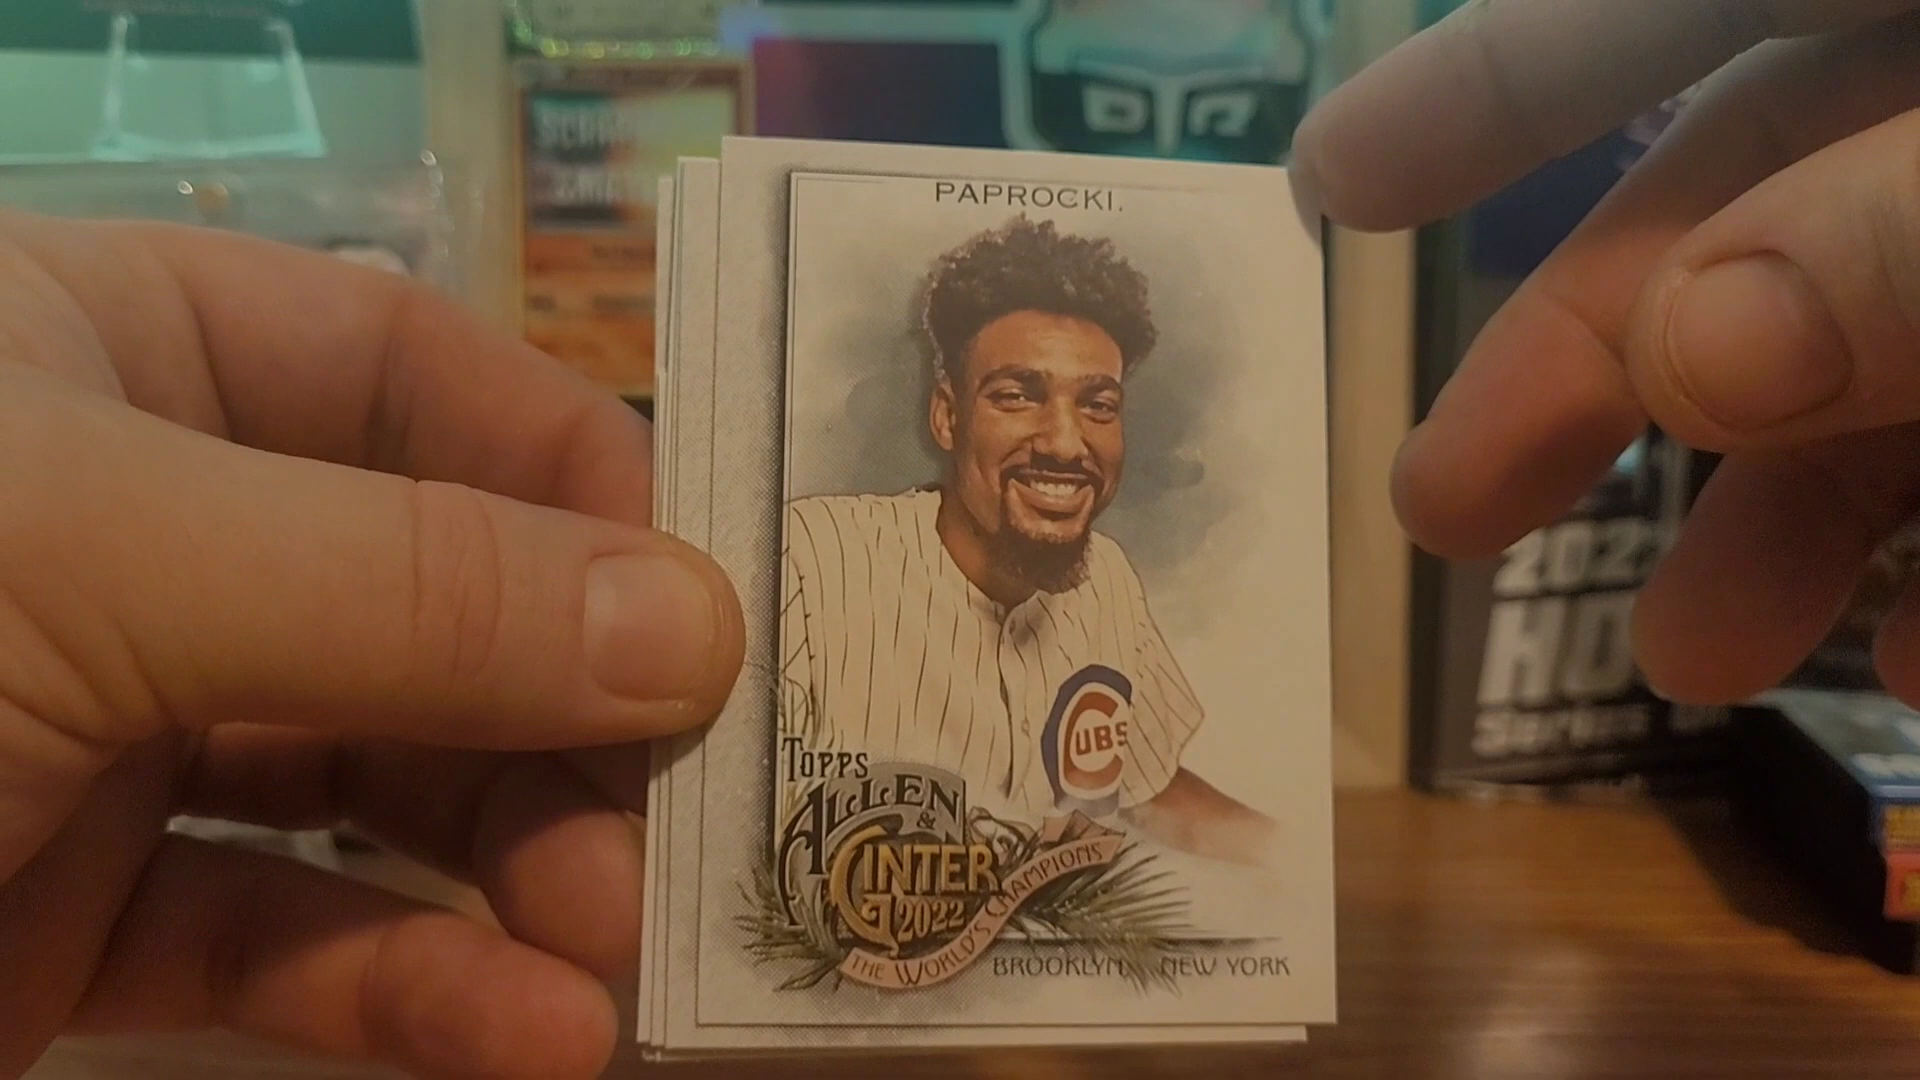 PAPROCKI.
CUBS
TOPPS
ALLEN
&
GINTER
2022
THE WORLD'S CHAMPIONS
BROOKLYN, NEW YORK